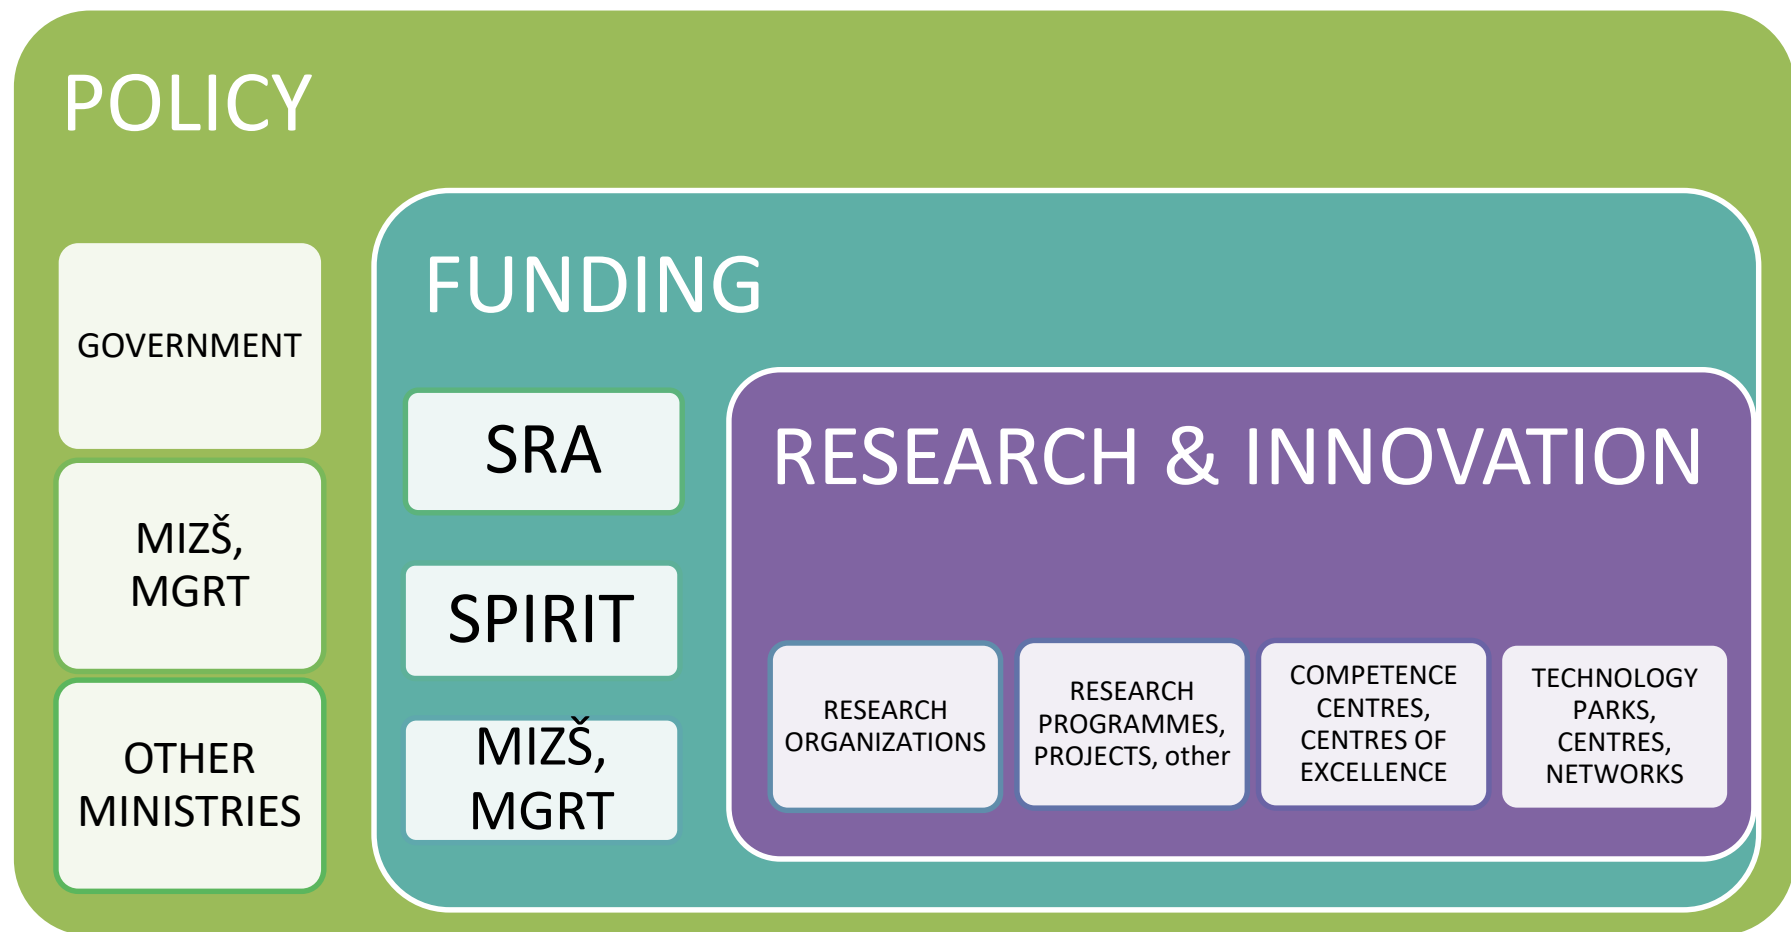 POLICY
GOVERNMENT
MIZŠ,
MGRT
OTHER
MINISTRIES
FUNDING
SRA
SPIRIT
MIZŠ,
MGRT
RESEARCH & INNOVATION
RESEARCH
ORGANIZATIONS
RESEARCH
PROGRAMMES,
PROJECTS, other
COMPETENCE
CENTRES,
CENTRES OF
EXCELLENCE
TECHNOLOGY
PARKS,
CENTRES,
NETWORKS